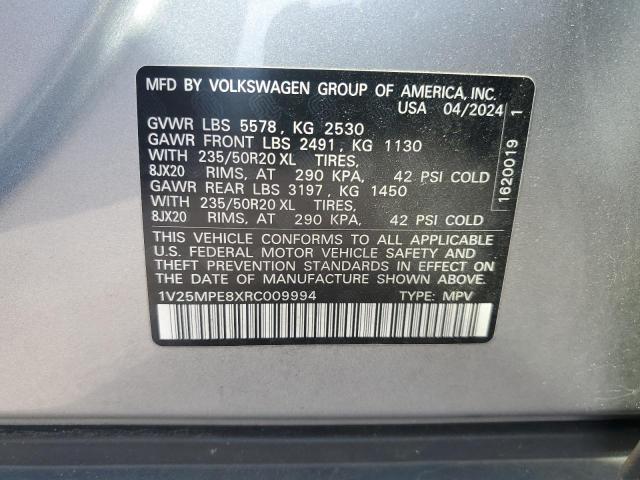 MFD BY VOLKSWAGEN GROUP OF AMERICA, INC.
USA 04/2024
GVWR LBS 5578, KG 2530
GAWR FRONT LBS 2491, KG 1130
WITH 235/50R20 XL TIRES,
8JX20 RIMS, AT 290 KPA, 42 PSI COLD
GAWR REAR LBS 3197, KG 1450
WITH 235/50R20 XL TIRES,
8JX20 RIMS, AT 290 KPA, 42 PSI COLD
THIS VEHICLE CONFORMS TO ALL APPLICABLE
U.S. FEDERAL MOTOR VEHICLE SAFETY AND
THEFT PREVENTION STANDARDS IN EFFECT ON
THE DATE OF MANUFACTURE SHOWN ABOVE.
1V25MPE8XRC009994 TYPE: MPV
1620019 1